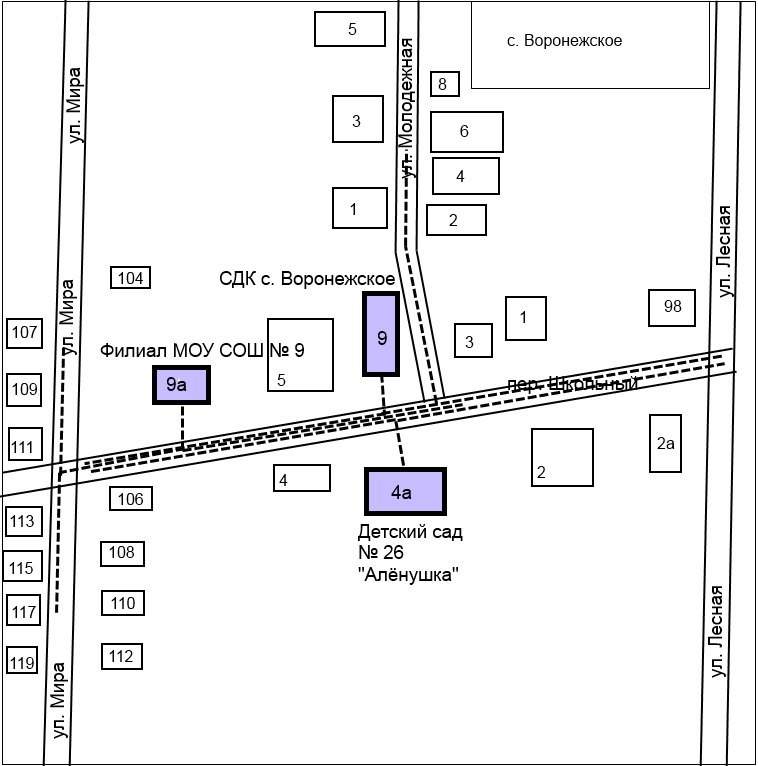 5
с. Воронежское
ул. Мира
ул. Молодежная
8
3
6
4
1
2
ул. Лесная
104
СДК с. Воронежское
ул. Мира
107
98
1
9
3
Филиал МОУ СОШ № 9
5
9а
109
пер. Школьный
111
2а
2
4
4а
106
113
Детский сад
№ 26
"Алёнушка"
108
115
110
117
ул. Лесная
112
119
ул. Мира